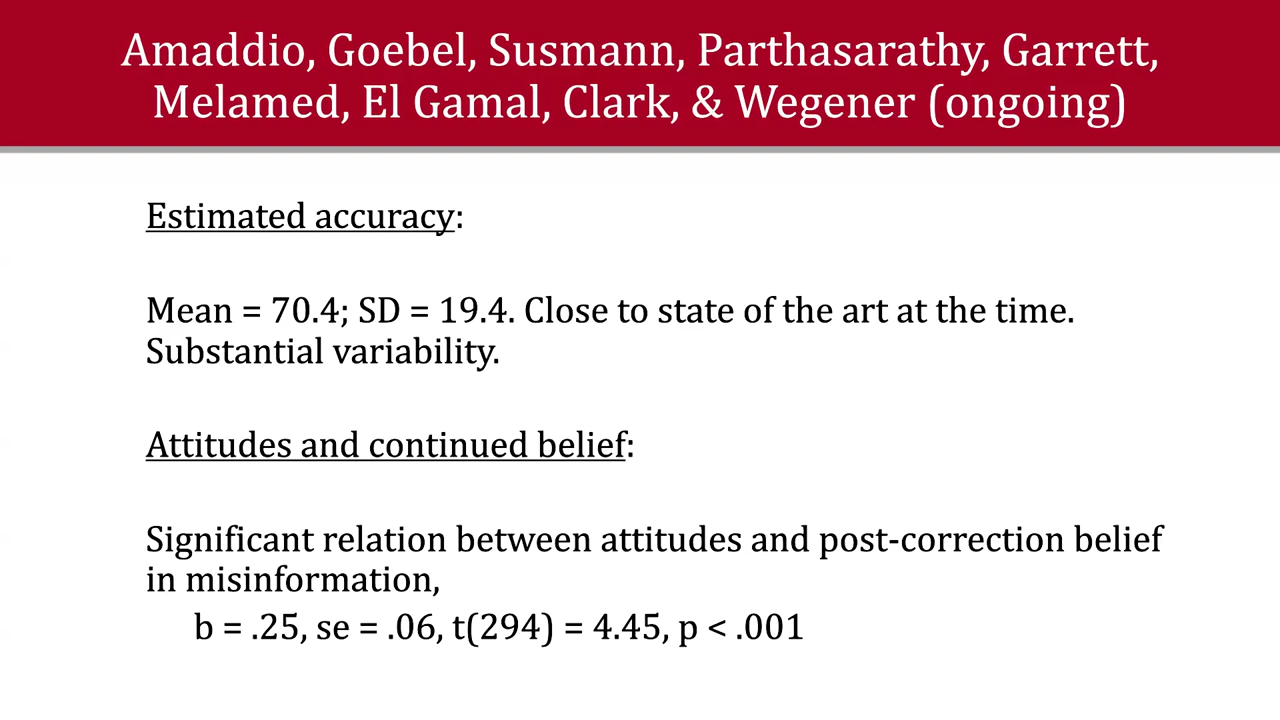 Amaddio, Goebel, Susmann, Parthasarathy, Garrett,
Melamed, El Gamal, Clark, & Wegener (ongoing)
Estimated accuracy:
Mean = 70.4; SD = 19.4. Close to state of the art at the time.
Substantial variability.
Attitudes and continued belief:
Significant relation between attitudes and post-correction belief
in misinformation,
b = .25, se = .06, t(294) = 4.45, p < .001